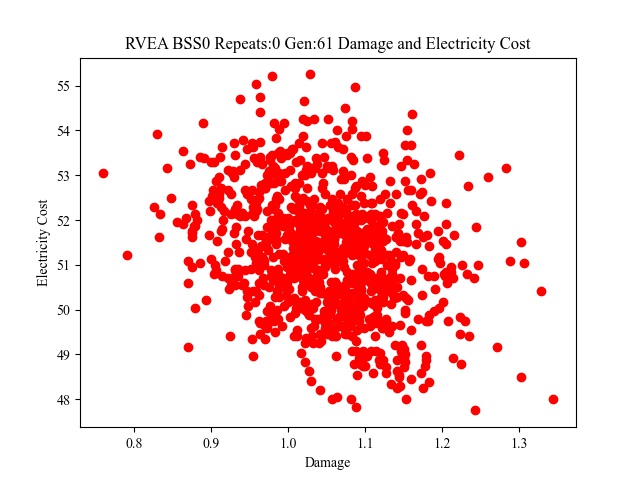 RVEA BSS0 Repeats:0 Gen:61 Damage and Electricity Cost
55
54
53
52
51
50
49
48
Electricity Cost
0.8 0.9 1.0 1.1 1.2 1.3
Damage